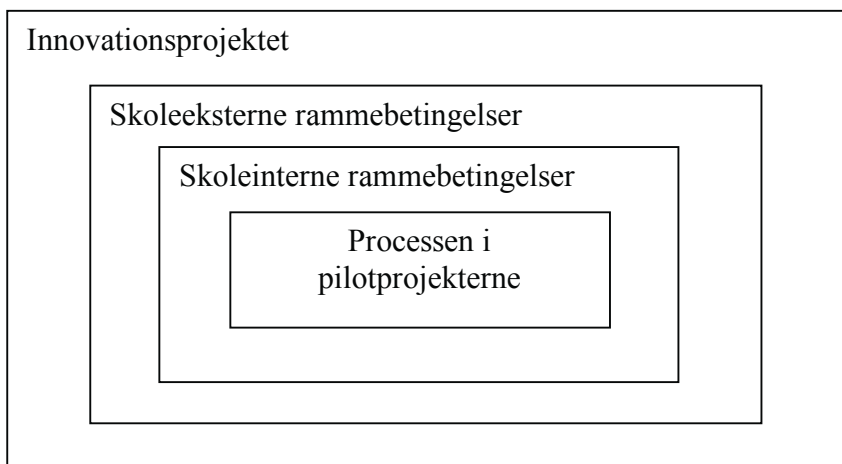 Innovationsprojektet
Skoleeksterne rammebetingelser
Skoleinterne rammebetingelser
Processen i
pilotprojekterne